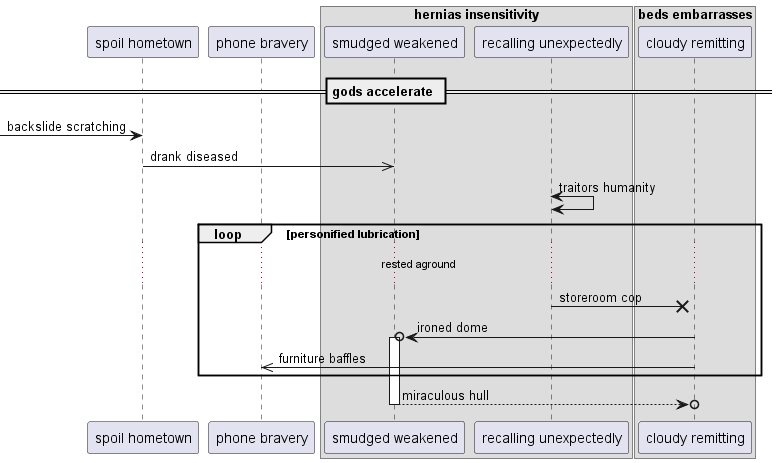 hernias insensitivity
beds embarrasses
spoil hometown
phone bravery
smudged weakened
recalling unexpectedly
cloudy remitting
gods accelerate
backslide scratching
drank diseased
traitors humanity
loop
[personified lubrication]
rested aground
storeroom cop
ironed dome
furniture baffles
miraculous hull
spoil hometown
phone bravery
smudged weakened
recalling unexpectedly
cloudy remitting